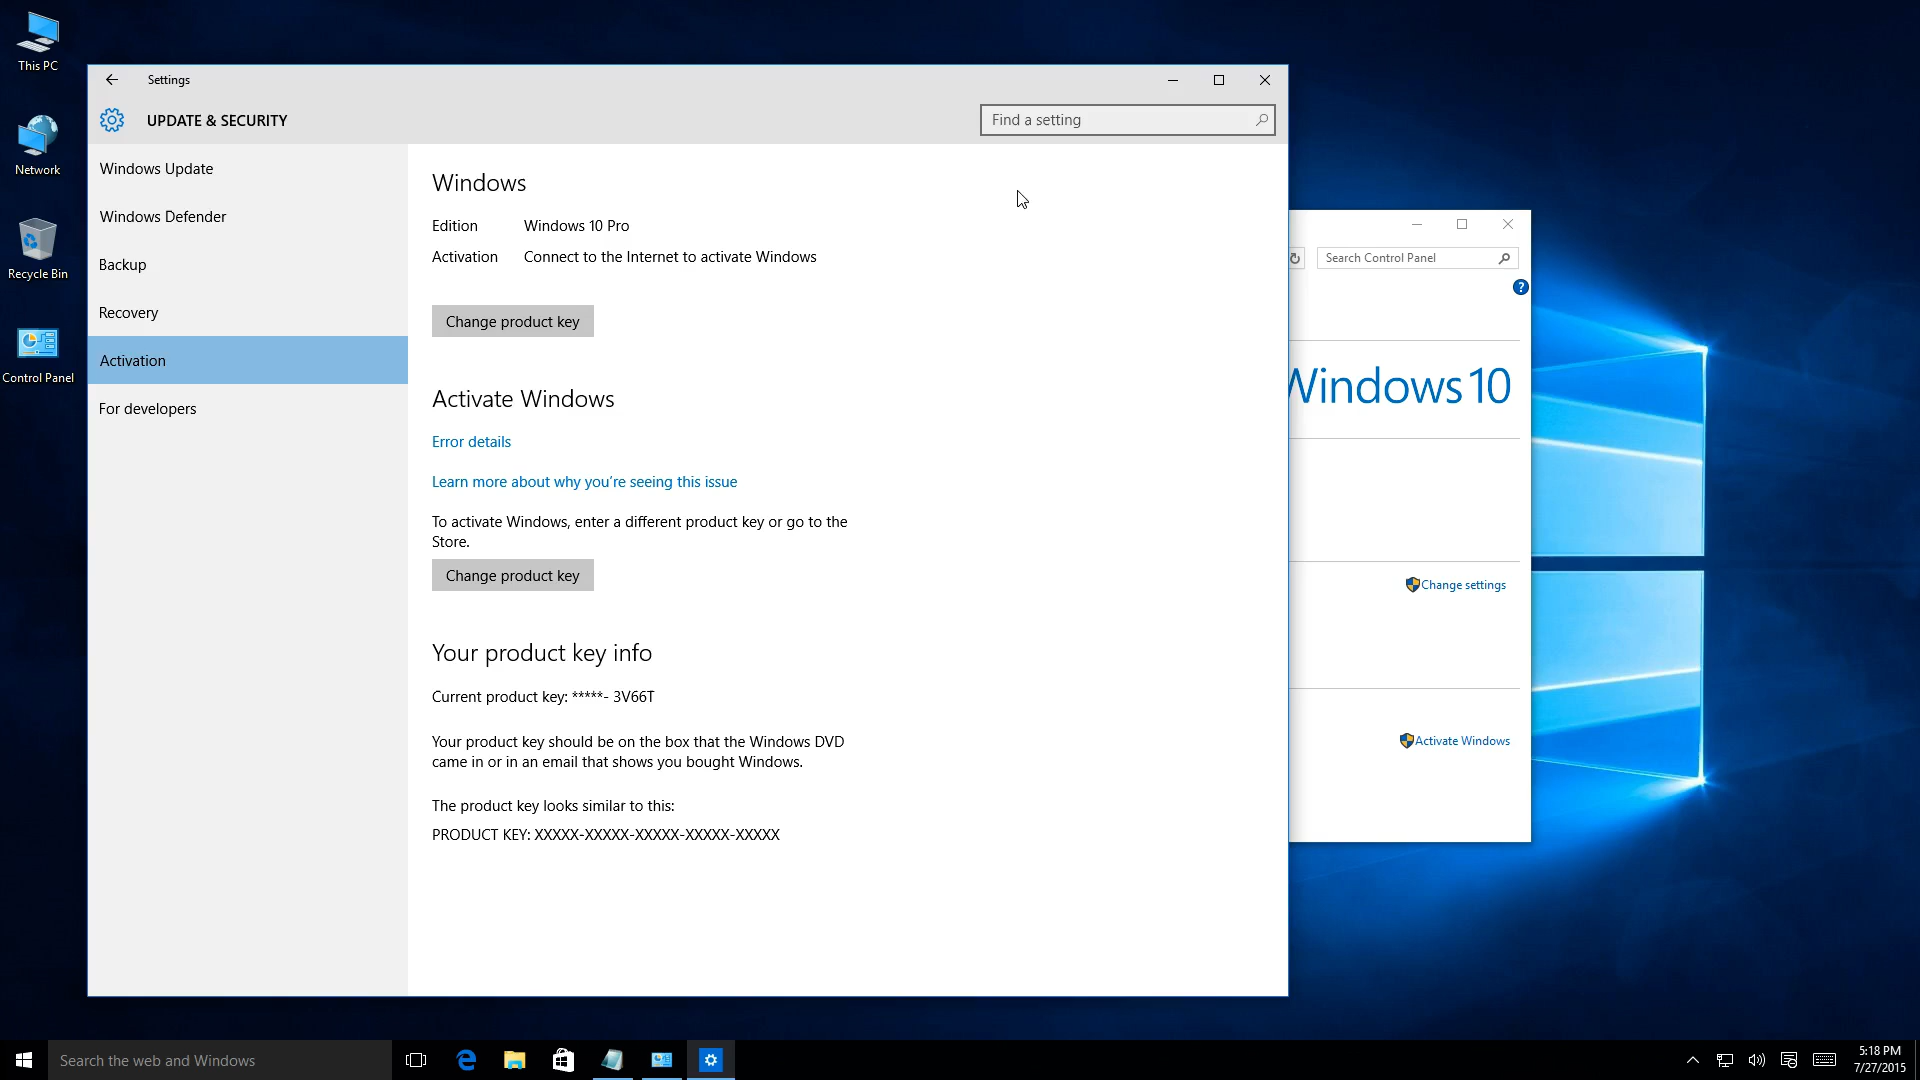 This PC
Network
Recycle Bin
Control Panel
Settings
UPDATE & SECURITY
Find a setting
Windows Update
Windows Defender
Backup
Recovery
Activation
For developers
Windows
Edition Windows 10 Pro
Activation Connect to the Internet to activate Windows
Change product key
Activate Windows
Error details
Learn more about why you're seeing this issue
To activate Windows, enter a different product key or go to the
Store.
Change product key
Your product key info
Current product key: *****- 3V66T
Your product key should be on the box that the Windows DVD
came in or in an email that shows you bought Windows.
The product key looks similar to this:
PRODUCT KEY: XXXXX-XXXXX-XXXXX-XXXXX-XXXXX
Search Control Panel
?
Windows 10
Change settings
Activate Windows
Search the web and Windows
5:18 PM
7/27/2015